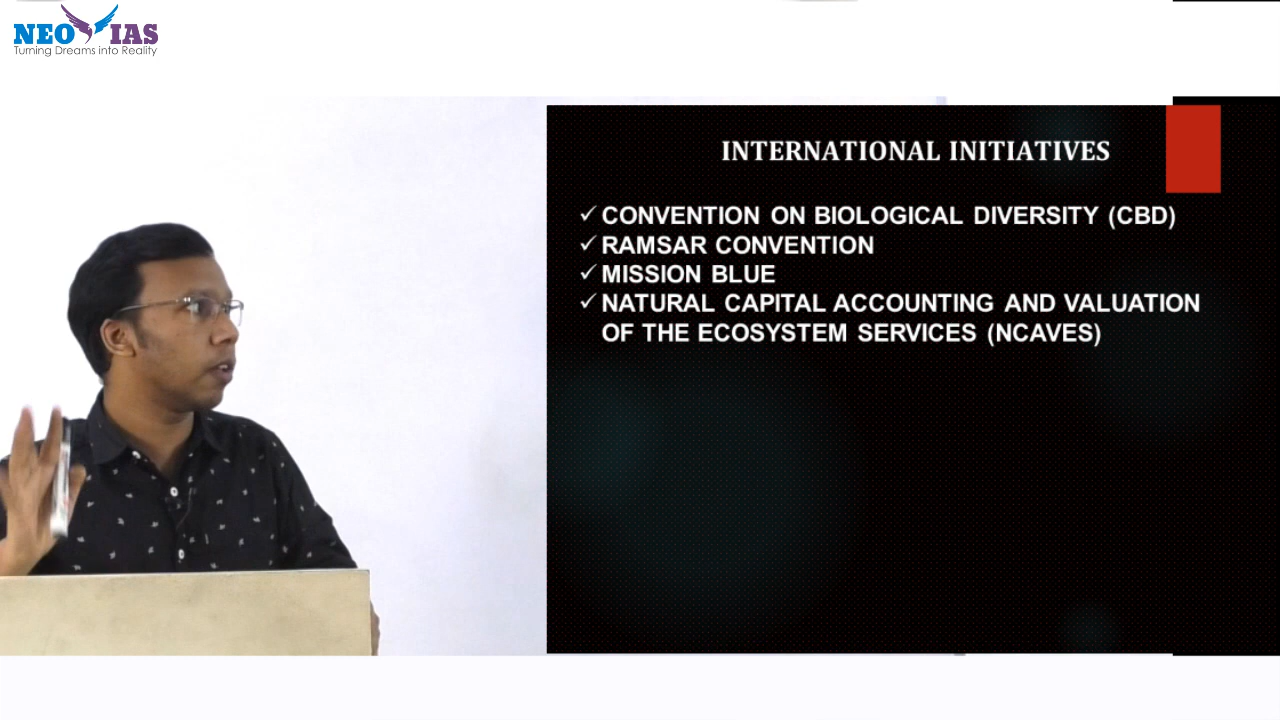 NEO IAS
Turning Dreams into Reality
INTERNATIONAL INITIATIVES
✓ CONVENTION ON BIOLOGICAL DIVERSITY (CBD)
✓ RAMSAR CONVENTION
✓ MISSION BLUE
✓ NATURAL CAPITAL ACCOUNTING AND VALUATION
OF THE ECOSYSTEM SERVICES (NCAVES)